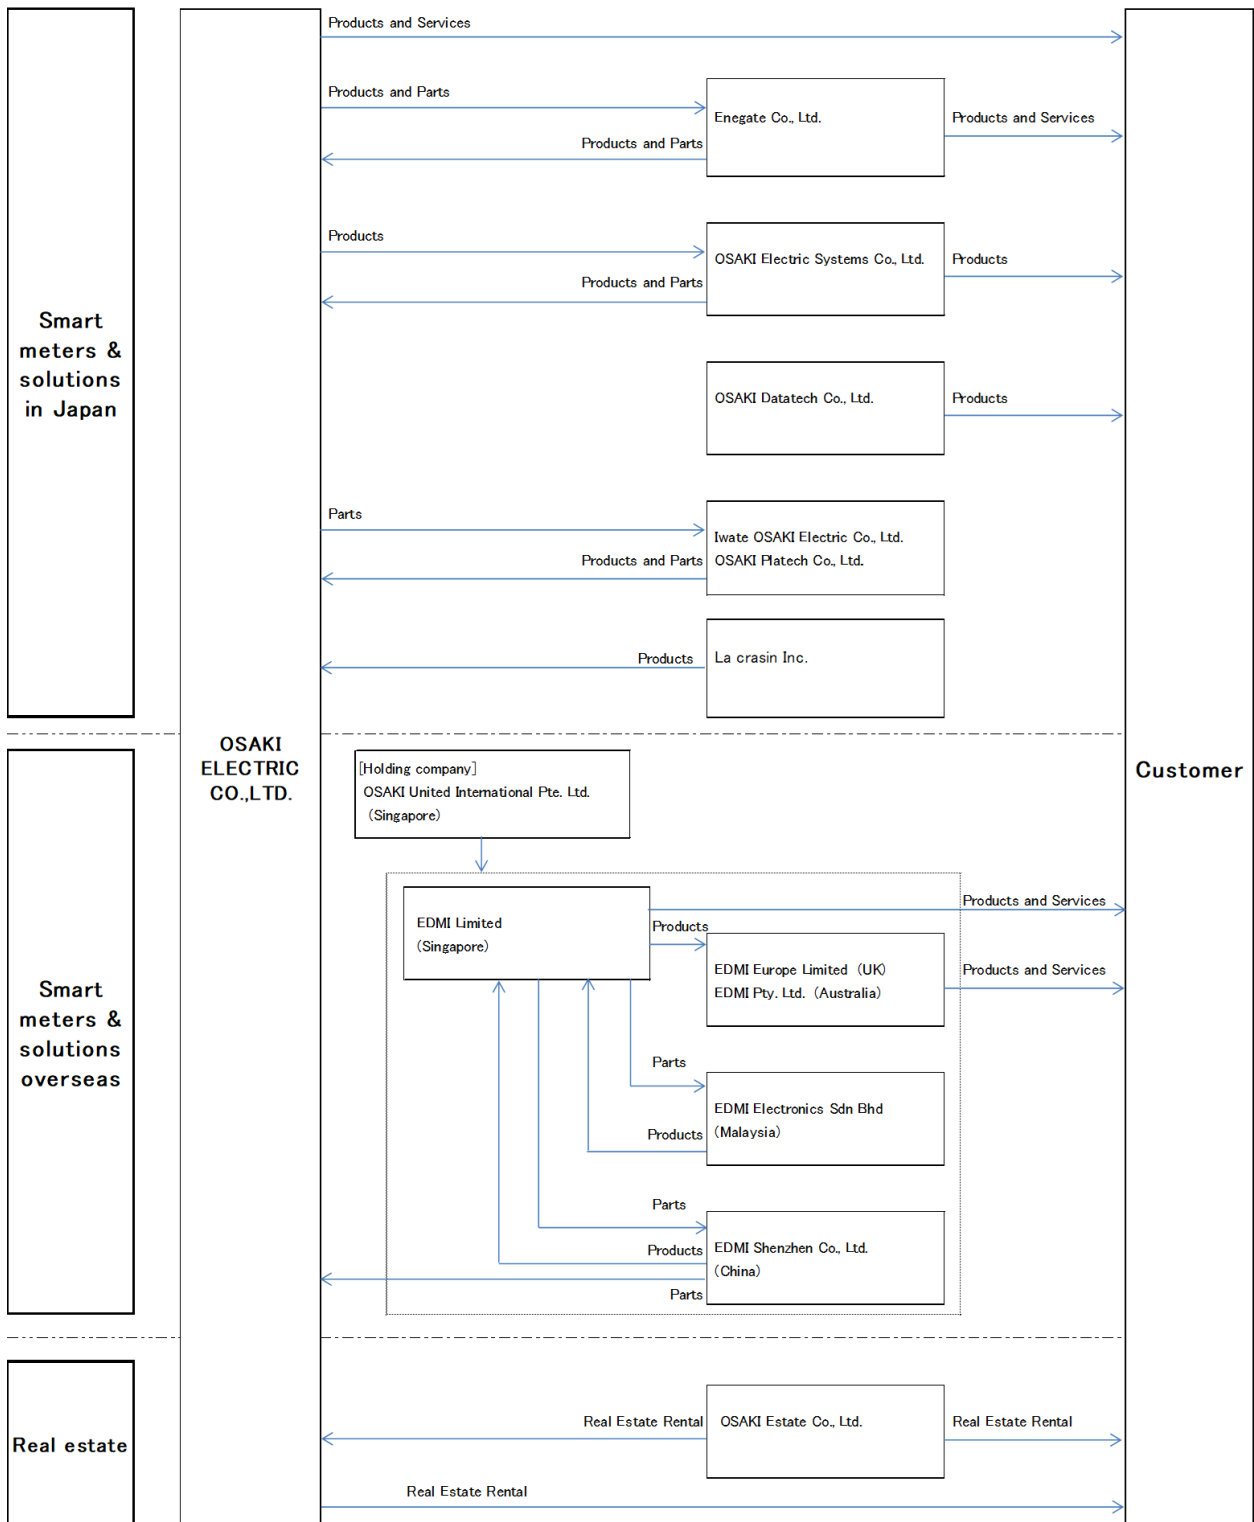 Products and Services
Products and Parts
Enegate Co., Ltd.
Products and Services
Products and Parts
Products
OSAKI Electric Systems Co., Ltd.
Products
Products and Parts
Smart
meters &
solutions
in Japan
OSAKI Datatech Co., Ltd.
Products
Parts
Iwate OSAKI Electric Co., Ltd.
OSAKI Platech Co., Ltd.
Products and Parts
Products
La crasin Inc.
OSAKI
ELECTRIC
CO.,LTD.
Customer
[Holding company]
OSAKI United International Pte. Ltd.
(Singapore)
EDMI Limited
(Singapore)
Products and Services
Products
EDMI Europe Limited (UK)
EDMI Pty. Ltd. (Australia)
Products and Services
Smart
meters &
solutions
overseas
Parts
EDMI Electronics Sdn Bhd
(Malaysia)
Products
Parts
Products
EDMI Shenzhen Co., Ltd.
(China)
Parts
Real estate
Real Estate Rental
OSAKI Estate Co., Ltd.
Real Estate Rental
Real Estate Rental